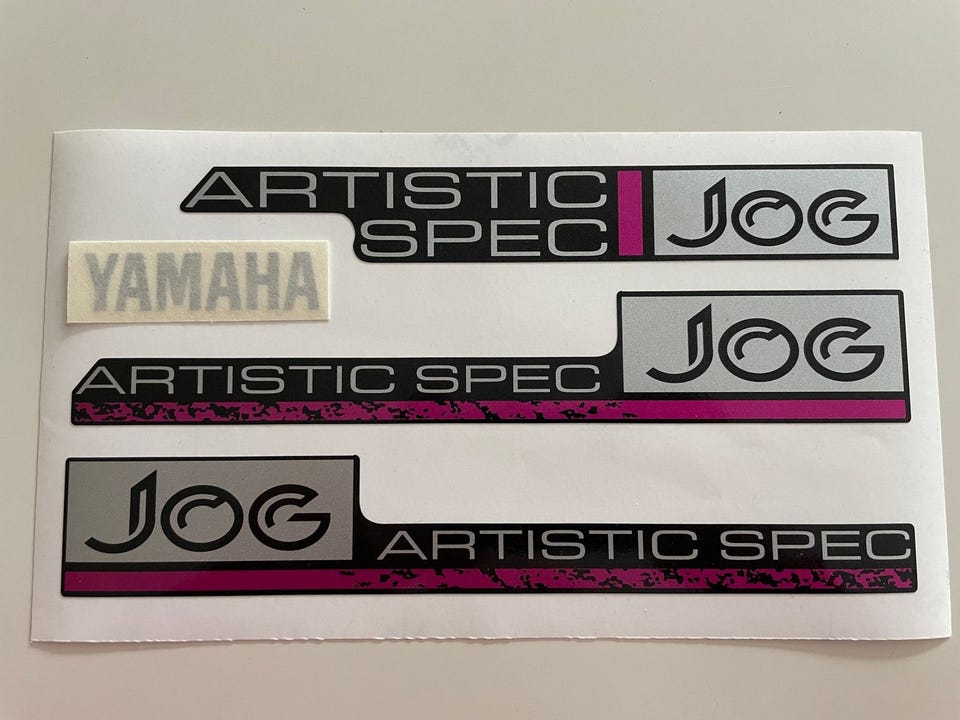 ARTISTIC
SPEC
JOG
YAMAHA
JOG
ARTISTIC SPEC
JOG
ARTISTIC SPEC